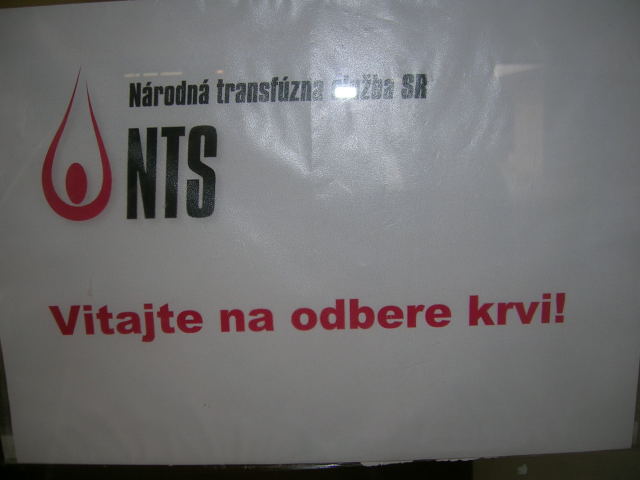 Národná transfúzna služba SR
NTS
Vitajte na odbere krvi!